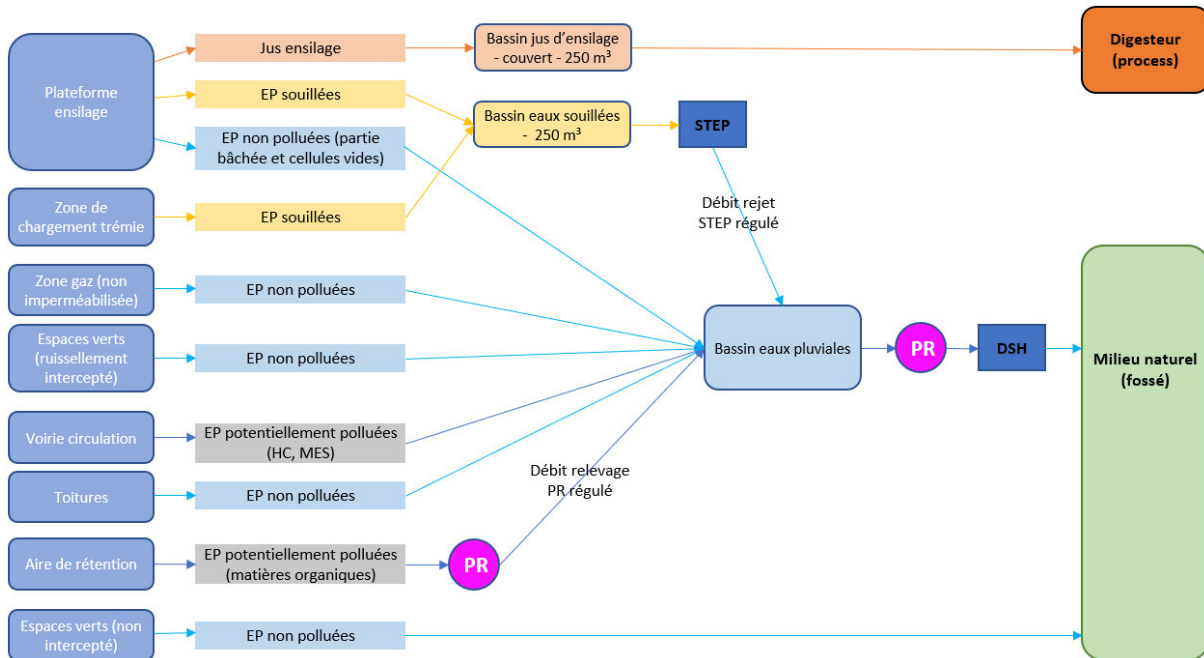 Plateforme
ensilage
Jus ensilage
Bassin jus d’ensilage
- couvert - 250 m³
Digesteur
(process)
EP souillées
Bassin eaux souillées
- 250 m³
STEP
EP non polluées (partie
bâchée et cellules vides)
Zone de
chargement trémie
EP souillées
Débit rejet
STEP régulé
Zone gaz (non
imperméabilisée)
EP non polluées
Espaces verts
(ruissellement
intercepté)
EP non polluées
Bassin eaux pluviales
PR
DSH
Milieu naturel
(fossé)
Voirie circulation
EP potentiellement polluées
(HC, MES)
Débit relevage
PR régulé
Toitures
EP non polluées
Aire de rétention
EP potentiellement polluées
(matières organiques)
PR
Espaces verts (non
intercepté)
EP non polluées